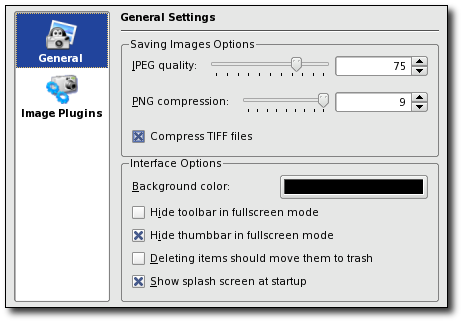 General
Image Plugins
General Settings
Saving Images Options
JPEG quality: 75
PNG compression: 9
Compress TIFF files
Interface Options
Background color:
Hide toolbar in fullscreen mode
Hide thumbbar in fullscreen mode
Deleting items should move them to trash
Show splash screen at startup